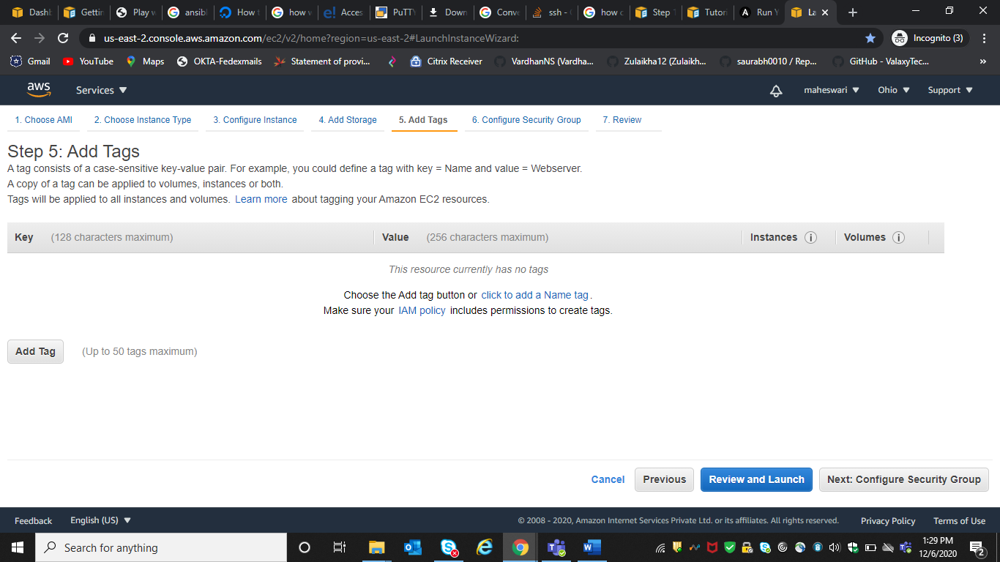 Dashb
Gettin
Play w
ansibl
How t
how w
Acces
PuTTY
Down
Conve
ssh -
how c
Step 1
Tutori
Run Y
La
us-east-2.console.aws.amazon.com/ec2/v2/home?region=us-east-2#LaunchInstanceWizard:
Incognito (3)
Gmail
YouTube
Maps
OKTA-Fedexmails
Statement of provi...
Citrix Receiver
VardhanNS (Vardha...
Zulaikha12 (Zulaikh...
saurabh0010 / Rep...
GitHub - ValaxyTec...
»
aws
Services
maheswari
Ohio
Support
1. Choose AMI
2. Choose Instance Type
3. Configure Instance
4. Add Storage
5. Add Tags
6. Configure Security Group
7. Review
Step 5: Add Tags
A tag consists of a case-sensitive key-value pair. For example, you could define a tag with key = Name and value = Webserver.
A copy of a tag can be applied to volumes, instances or both.
Tags will be applied to all instances and volumes. Learn more about tagging your Amazon EC2 resources.
Key (128 characters maximum)
Value (256 characters maximum)
Instances
Volumes
This resource currently has no tags
Choose the Add tag button or click to add a Name tag.
Make sure your IAM policy includes permissions to create tags.
Add Tag (Up to 50 tags maximum)
Cancel
Previous
Review and Launch
Next: Configure Security Group
Feedback
English (US)
© 2008 - 2020, Amazon Internet Services Private Ltd. or its affiliates. All rights reserved.
Privacy Policy
Terms of Use
Search for anything
1:29 PM
12/6/2020
2